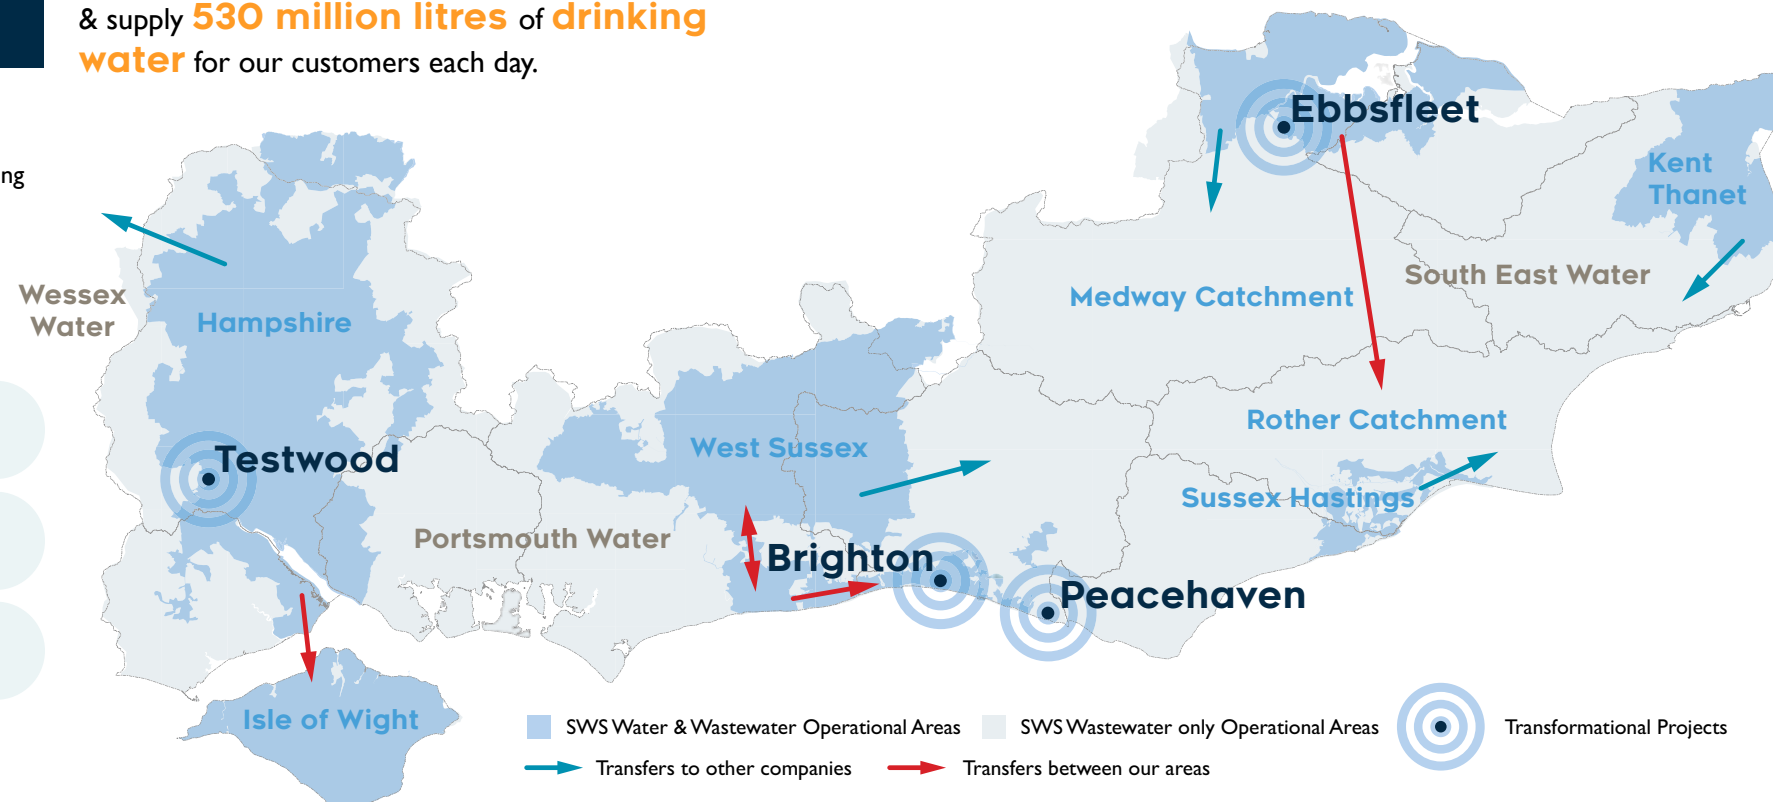 & supply 530 million litres of drinking
water for our customers each day.
ng
Ebbsfleet
Kent
Thanet
South East Water
Medway Catchment
Wessex
Water
Hampshire
Rother Catchment
West Sussex
Testwood
Sussex Hastings
Portsmouth Water
Brighton
Peacehaven
Isle of Wight
SWS Water & Wastewater Operational Areas
SWS Wastewater only Operational Areas
Transformational Projects
Transfers to other companies
Transfers between our areas